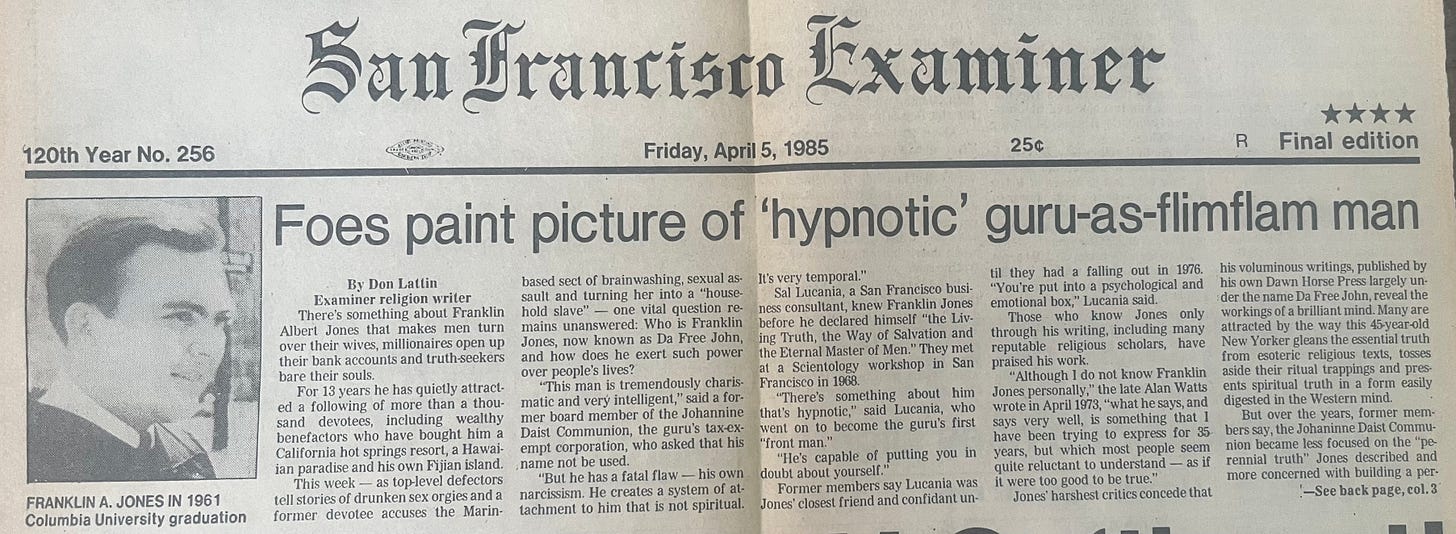 San Francisco Examiner
★★★★
120th Year No. 256
Friday, April 5, 1985
25¢
R Final edition
Foes paint picture of ‘hypnotic’ guru-as-flimflam man
FRANKLIN A. JONES IN 1961
Columbia University graduation
By Don Lattin
Examiner religion writer
There's something about Franklin
Albert Jones that makes men turn
over their wives, millionaires open up
their bank accounts and truth-seekers
bare their souls.
For 13 years he has quietly attract-
ed a following of more than a thou-
sand devotees, including wealthy
benefactors who have bought him a
California hot springs resort, a Hawai-
ian paradise and his own Fijian island.
This week — as top-level defectors
tell stories of drunken sex orgies and a
former devotee accuses the Marin-
based sect of brainwashing, sexual as-
sault and turning her into a “house-
hold slave” — one vital question re-
mains unanswered: Who is Franklin
Jones, now known as Da Free John,
and how does he exert such power
over people's lives?
“This man is tremendously charis-
matic and very intelligent,” said a for-
mer board member of the Johannine
Daist Communion, the guru's tax-ex-
empt corporation, who asked that his
name not be used.
“But he has a fatal flaw — his own
narcissism. He creates a system of at-
tachment to him that is not spiritual.
It's very temporal.”
Sal Lucania, a San Francisco busi-
ness consultant, knew Franklin Jones
before he declared himself “the Liv-
ing Truth, the Way of Salvation and
the Eternal Master of Men.” They met
at a Scientology workshop in San
Francisco in 1968.
“There's something about him
that's hypnotic,” said Lucania, who
went on to become the guru's first
“front man.”
“He's capable of putting you in
doubt about yourself.”
Former members say Lucania was
Jones' closest friend and confidant un-
til they had a falling out in 1976.
“You're put into a psychological and
emotional box,” Lucania said.
Those who know Jones only
through his writing, including many
reputable religious scholars, have
praised his work.
“Although I do not know Franklin
Jones personally,” the late Alan Watts
wrote in April 1973, “what he says, and
says very well, is something that I
have been trying to express for 35
years, but which most people seem
quite reluctant to understand — as if
it were too good to be true.”
Jones' harshest critics concede that
his voluminous writings, published by
his own Dawn Horse Press largely un-
der the name Da Free John, reveal the
workings of a brilliant mind. Many are
attracted by the way this 45-year-old
New Yorker gleans the essential truth
from esoteric religious texts, tosses
aside their ritual trappings and pres-
ents spiritual truth in a form easily
digested in the Western mind.
But over the years, former mem-
bers say, the Johaninne Daist Commu-
nion became less focused on the “pe-
rennial truth” Jones described and
more concerned with building a per-
—See back page, col. 3